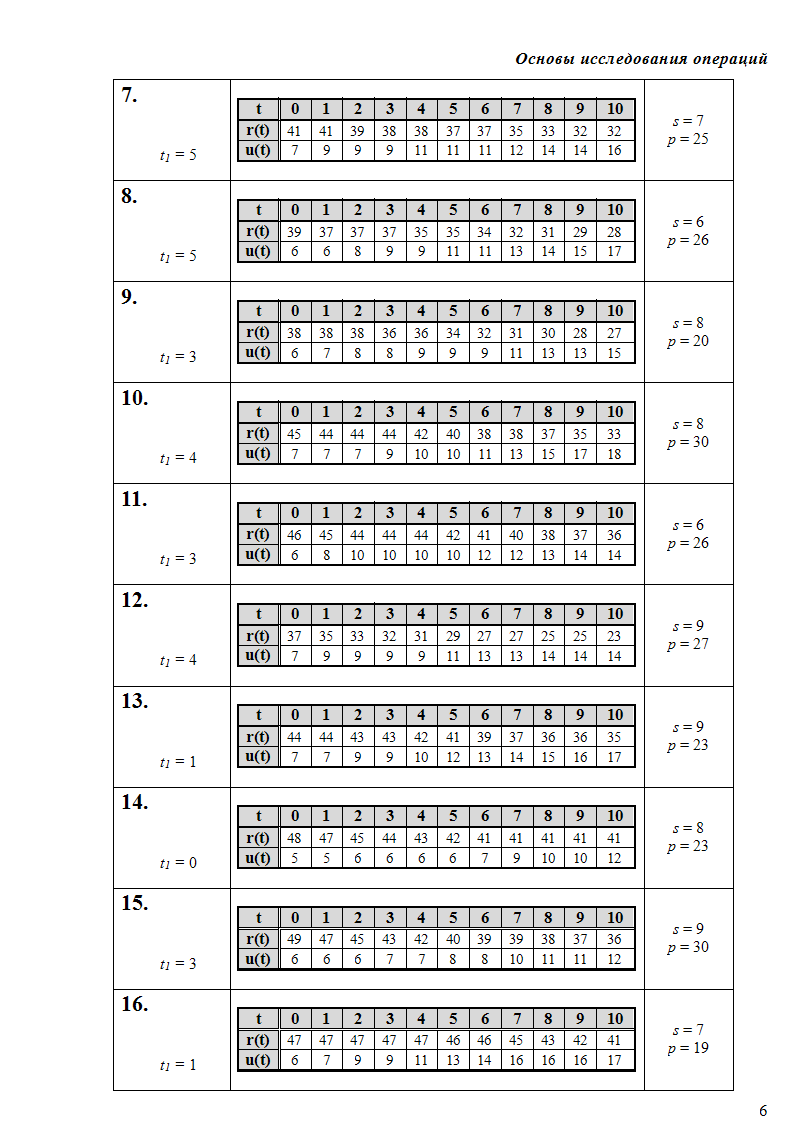 Основы исследования операций
7.
t 0 1 2 3 4 5 6 7 8 9 10
r(t) 41 41 39 38 38 37 37 35 33 32 32
u(t) 7 9 9 9 11 11 11 12 14 14 16
t1 = 5
s = 7
p = 25
8.
t 0 1 2 3 4 5 6 7 8 9 10
r(t) 39 37 37 37 35 35 34 32 31 29 28
u(t) 6 6 8 9 9 11 11 13 14 15 17
t1 = 5
s = 6
p = 26
9.
t 0 1 2 3 4 5 6 7 8 9 10
r(t) 38 38 38 36 36 34 32 31 30 28 27
u(t) 6 7 8 8 9 9 9 11 13 13 15
t1 = 3
s = 8
p = 20
10.
t 0 1 2 3 4 5 6 7 8 9 10
r(t) 45 44 44 44 42 40 38 38 37 35 33
u(t) 7 7 7 9 10 10 11 13 15 17 18
t1 = 4
s = 8
p = 30
11.
t 0 1 2 3 4 5 6 7 8 9 10
r(t) 46 45 44 44 44 42 41 40 38 37 36
u(t) 6 8 10 10 10 10 12 12 13 14 14
t1 = 3
s = 6
p = 26
12.
t 0 1 2 3 4 5 6 7 8 9 10
r(t) 37 35 33 32 31 29 27 27 25 25 23
u(t) 7 9 9 9 9 11 13 13 14 14 14
t1 = 4
s = 9
p = 27
13.
t 0 1 2 3 4 5 6 7 8 9 10
r(t) 44 44 43 43 42 41 39 37 36 36 35
u(t) 7 7 9 9 10 12 13 14 15 16 17
t1 = 1
s = 9
p = 23
14.
t 0 1 2 3 4 5 6 7 8 9 10
r(t) 48 47 45 44 43 42 41 41 41 41 41
u(t) 5 5 6 6 6 6 7 9 10 10 12
t1 = 0
s = 8
p = 23
15.
t 0 1 2 3 4 5 6 7 8 9 10
r(t) 49 47 45 43 42 40 39 39 38 37 36
u(t) 6 6 6 7 7 8 8 10 11 11 12
t1 = 3
s = 9
p = 30
16.
t 0 1 2 3 4 5 6 7 8 9 10
r(t) 47 47 47 47 47 46 46 45 43 42 41
u(t) 6 7 9 9 11 13 14 16 16 16 17
t1 = 1
s = 7
p = 19
6